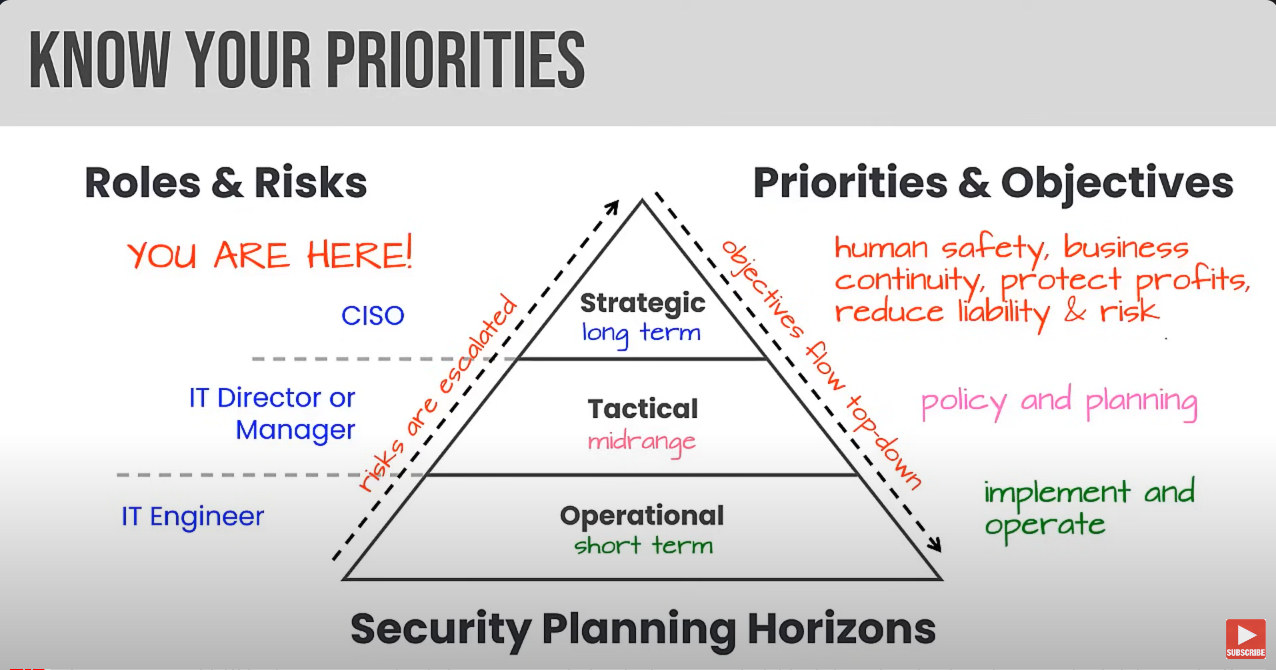 KNOW YOUR PRIORITIES
Roles & Risks
Priorities & Objectives
YOU ARE HERE!
CISO
IT Director or
Manager
IT Engineer
risks are escalated
Strategic
long term
Tactical
midrange
Operational
short term
objectives flow top-down
human safety, business
continuity, protect profits,
reduce liability & risk
policy and planning
implement and
operate
Security Planning Horizons
SUBSCRIBE